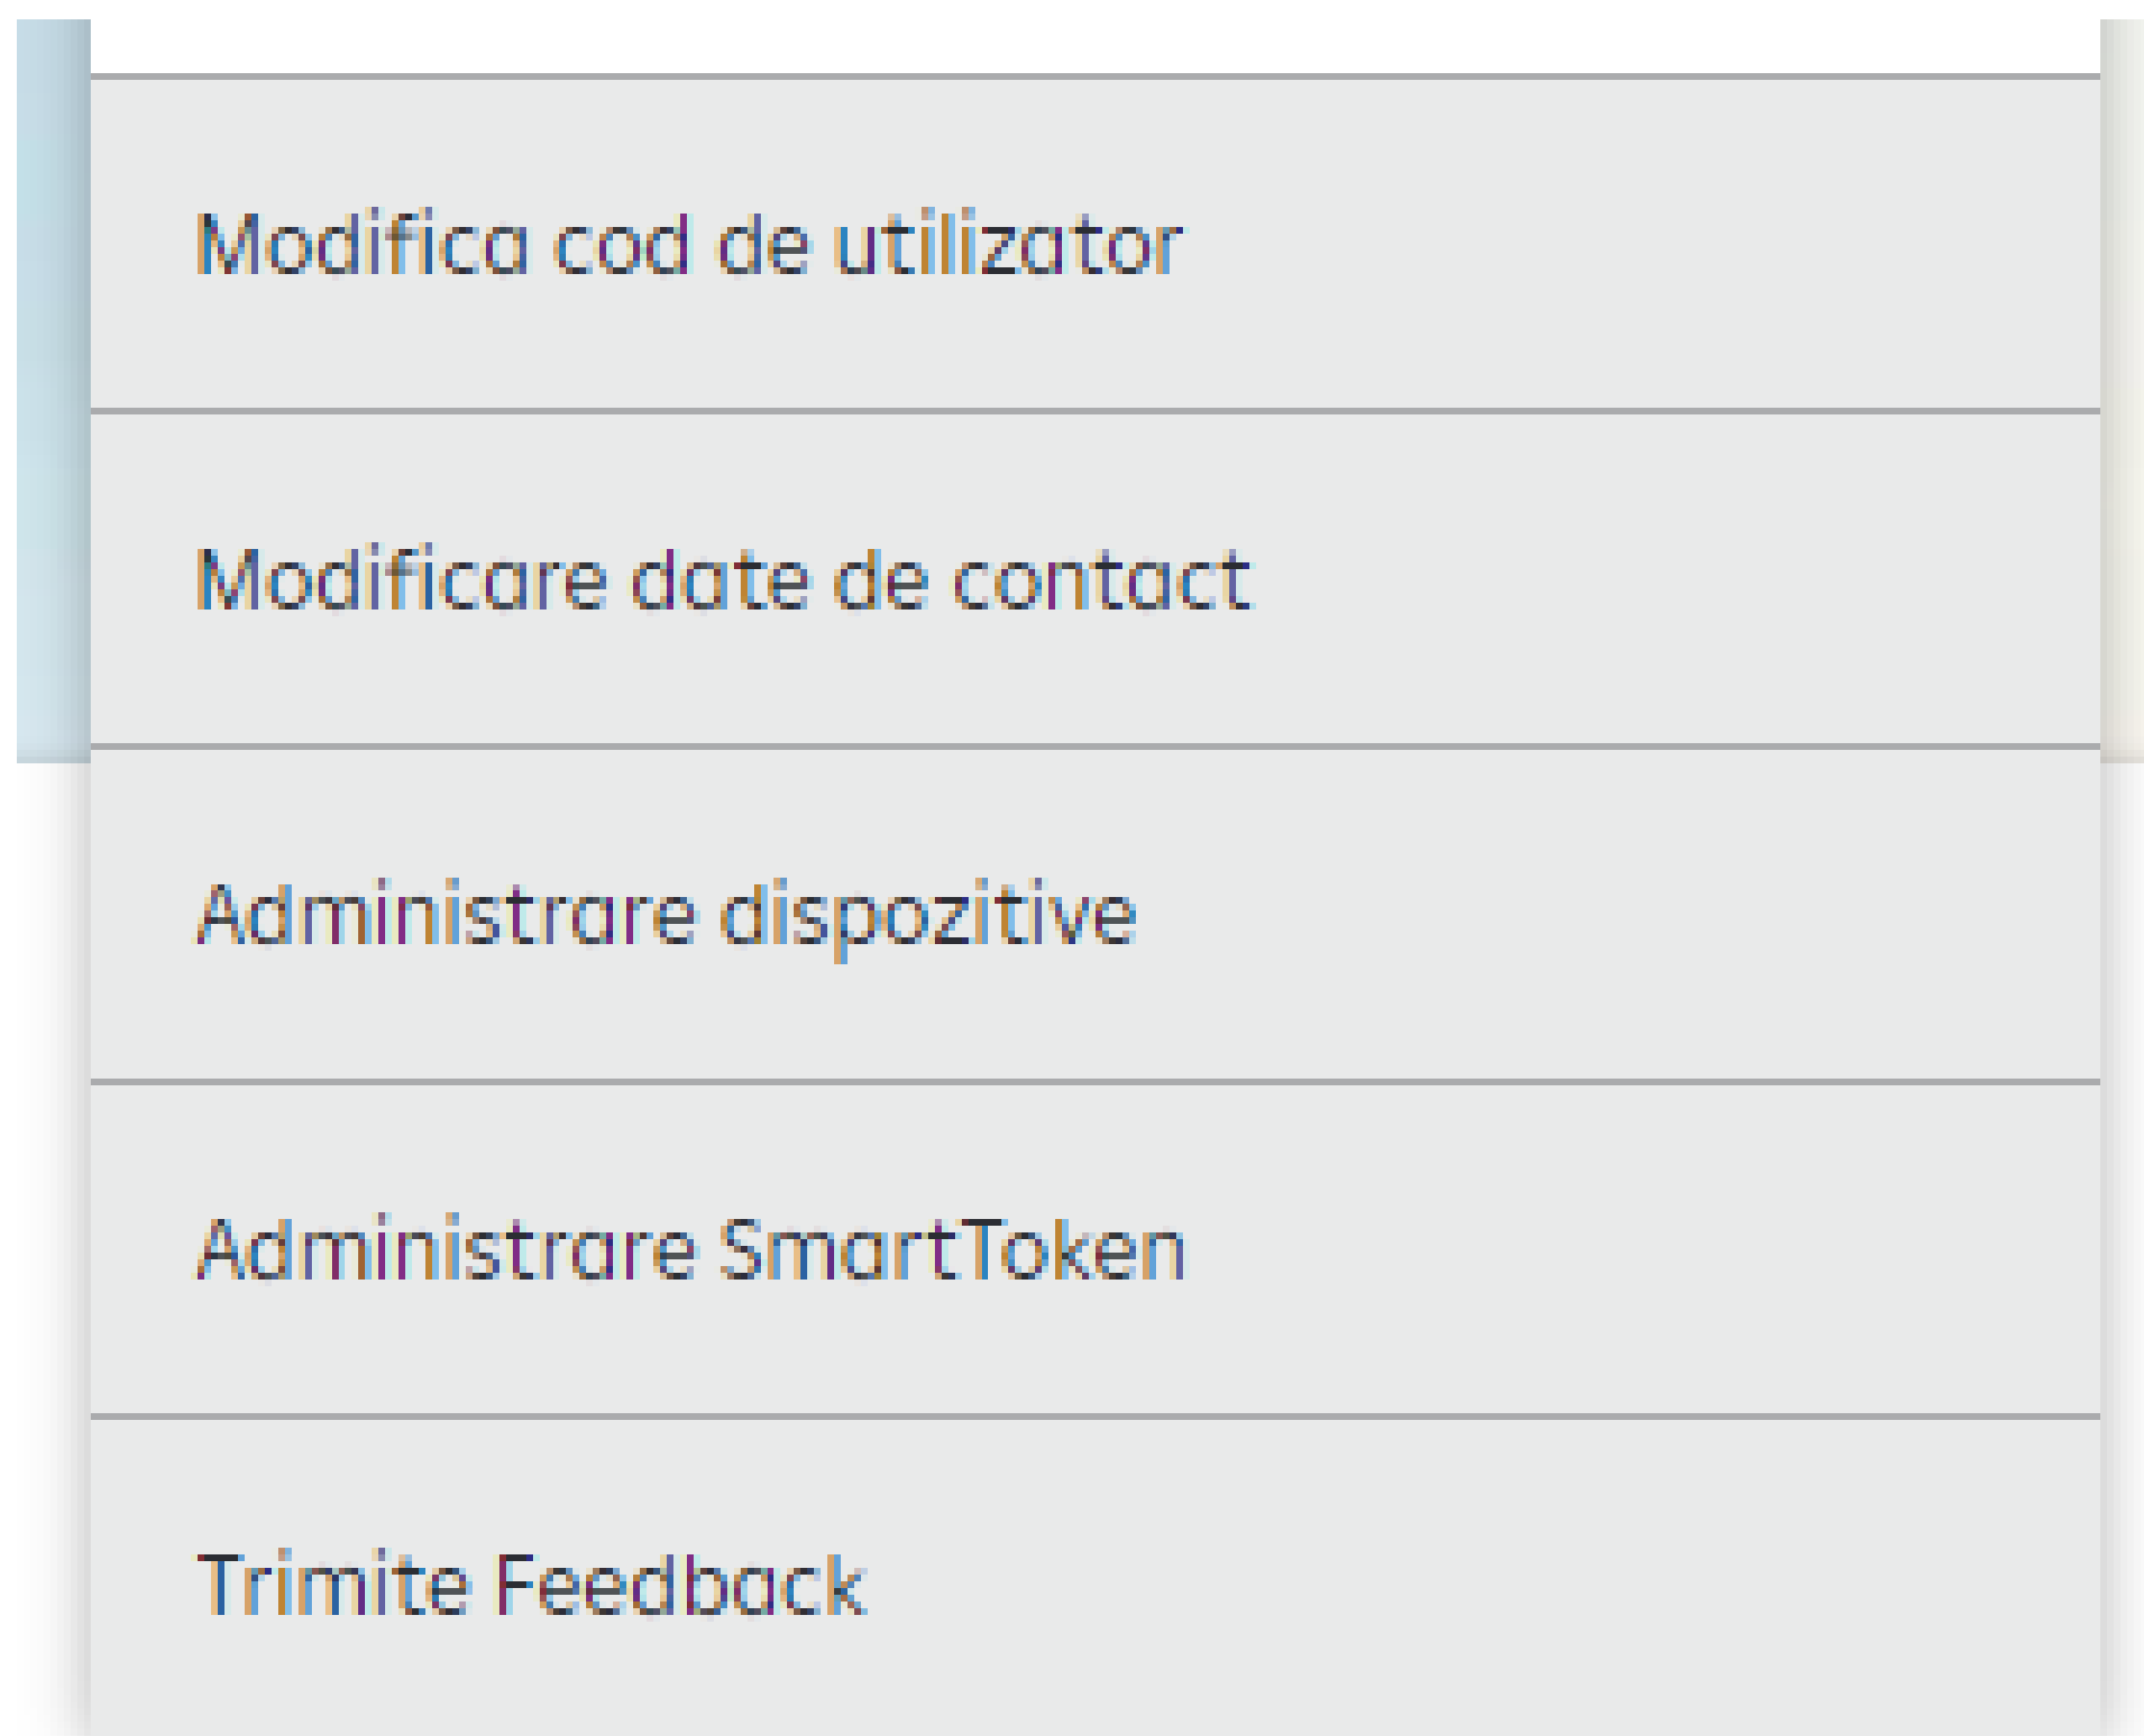 Modifica cod de utilizator
Modificare date de contact
Administrare dispozitive
Administrare SmartToken
Trimite Feedback